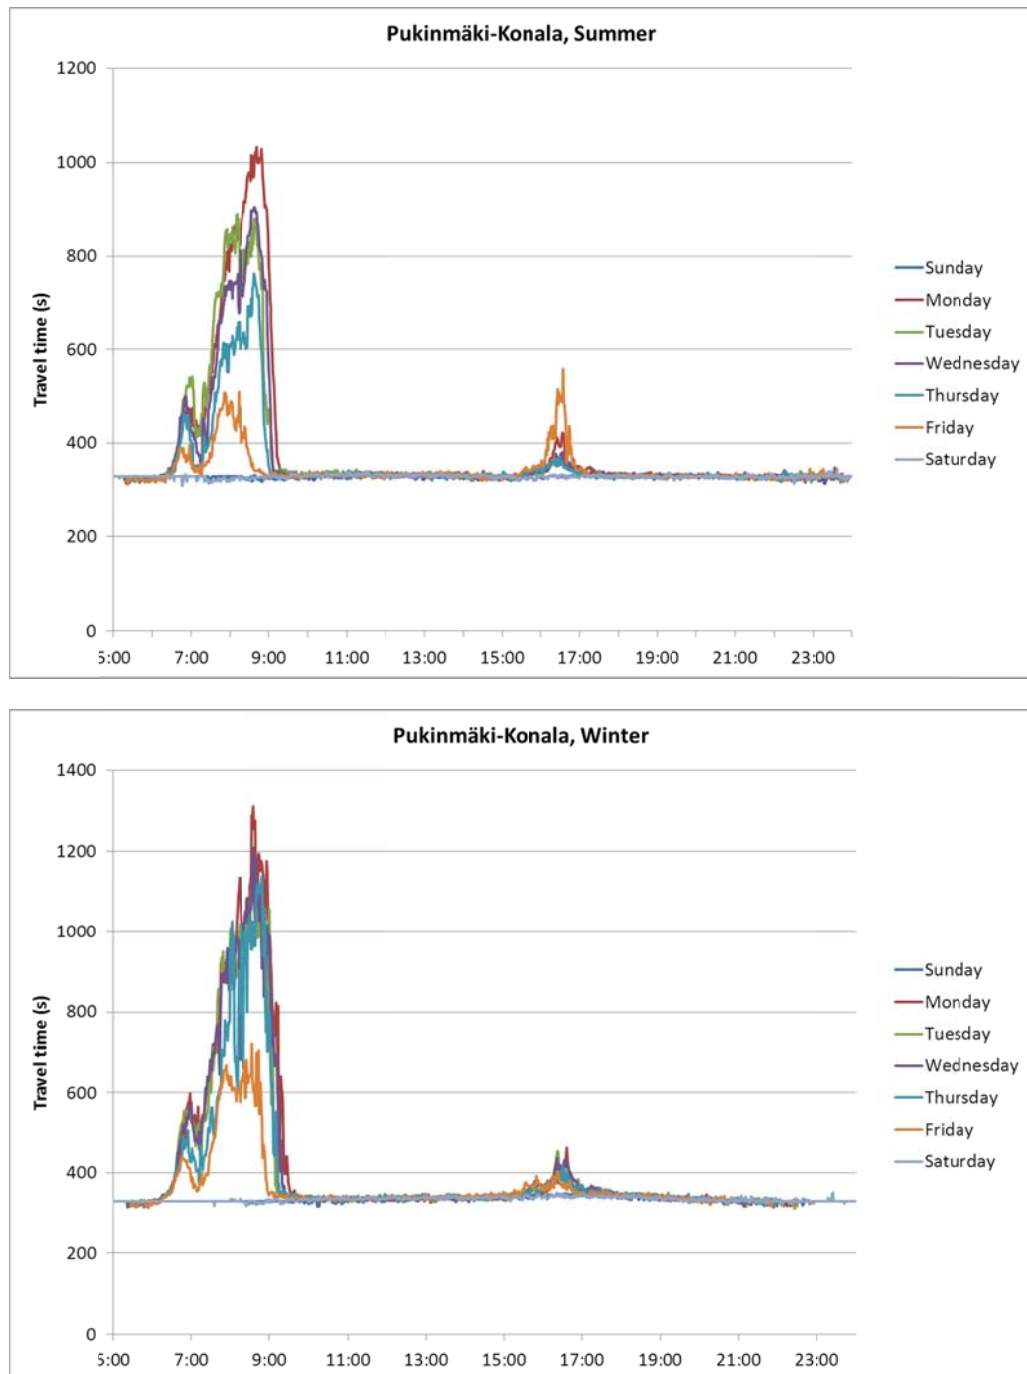 Pukinmäki-Konala, Summer
1200
1000
800
600
400
200
0
Travel time (s)
5:00 7:00 9:00 11:00 13:00 15:00 17:00 19:00 21:00 23:00
Sunday
Monday
Tuesday
Wednesday
Thursday
Friday
Saturday
Pukinmäki-Konala, Winter
1400
1200
1000
800
600
400
200
0
Travel time (s)
5:00 7:00 9:00 11:00 13:00 15:00 17:00 19:00 21:00 23:00
Sunday
Monday
Tuesday
Wednesday
Thursday
Friday
Saturday